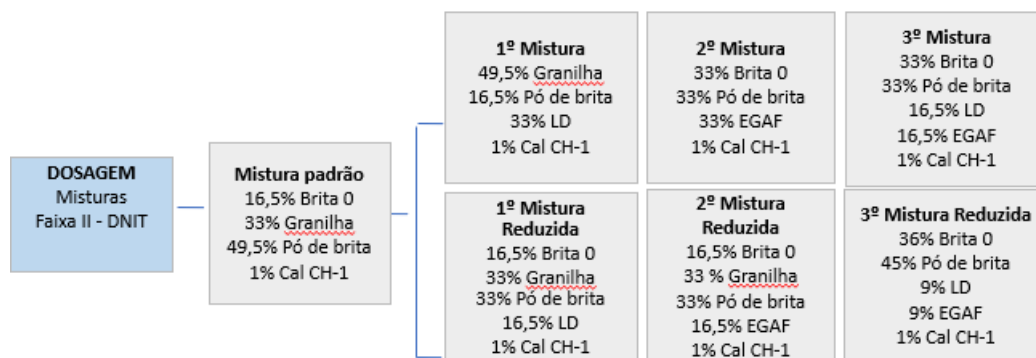 DOSAGEM
Misturas
Faixa II - DNIT
Mistura padrão
16,5% Brita 0
33% Granilha
49,5% Pó de brita
1% Cal CH-1
1º Mistura
49,5% Granilha
16,5% Pó de brita
33% LD
1% Cal CH-1
2º Mistura
33% Brita 0
33% Pó de brita
33% EGAF
1% Cal CH-1
3º Mistura
33% Brita 0
33% Pó de brita
16,5% LD
16,5% EGAF
1% Cal CH-1
1º Mistura
Reduzida
16,5% Brita 0
33% Granilha
33% Pó de brita
16,5% LD
1% Cal CH-1
2º Mistura
Reduzida
16,5% Brita 0
33 % Granilha
33% Pó de brita
16,5% EGAF
1% Cal CH-1
3º Mistura Reduzida
36% Brita 0
45% Pó de brita
9% LD
9% EGAF
1% Cal CH-1